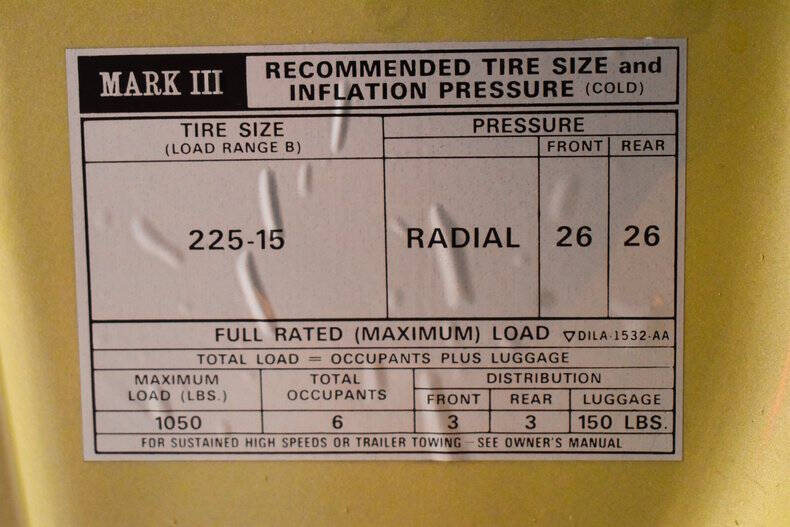 MARK III
RECOMMENDED TIRE SIZE and
INFLATION PRESSURE (COLD)
TIRE SIZE
(LOAD RANGE B)
PRESSURE
FRONT REAR
225-15 RADIAL 26 26
FULL RATED (MAXIMUM) LOAD ▽DILA-1532-AA
TOTAL LOAD = OCCUPANTS PLUS LUGGAGE
MAXIMUM
LOAD (LBS.)
TOTAL
OCCUPANTS
DISTRIBUTION
FRONT REAR LUGGAGE
1050 6 3 3 150 LBS.
FOR SUSTAINED HIGH SPEEDS OR TRAILER TOWING - SEE OWNER'S MANUAL